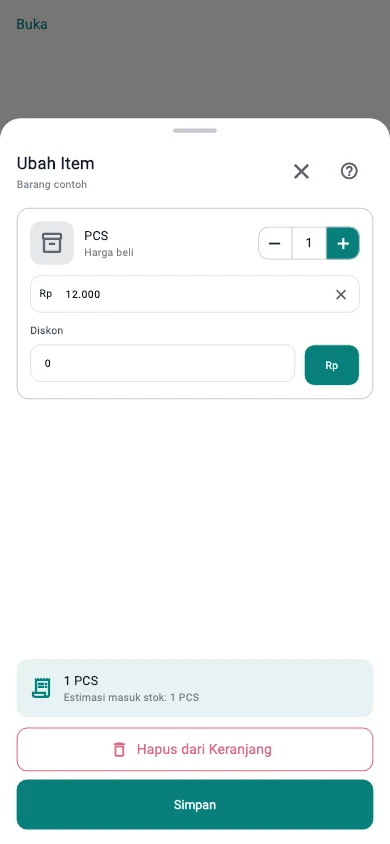 Buka
Ubah Item
Barang contoh
PCS
Harga beli
1
Rp 12.000
Diskon
0
Rp
1 PCS
Estimasi masuk stok: 1 PCS
Hapus dari Keranjang
Simpan